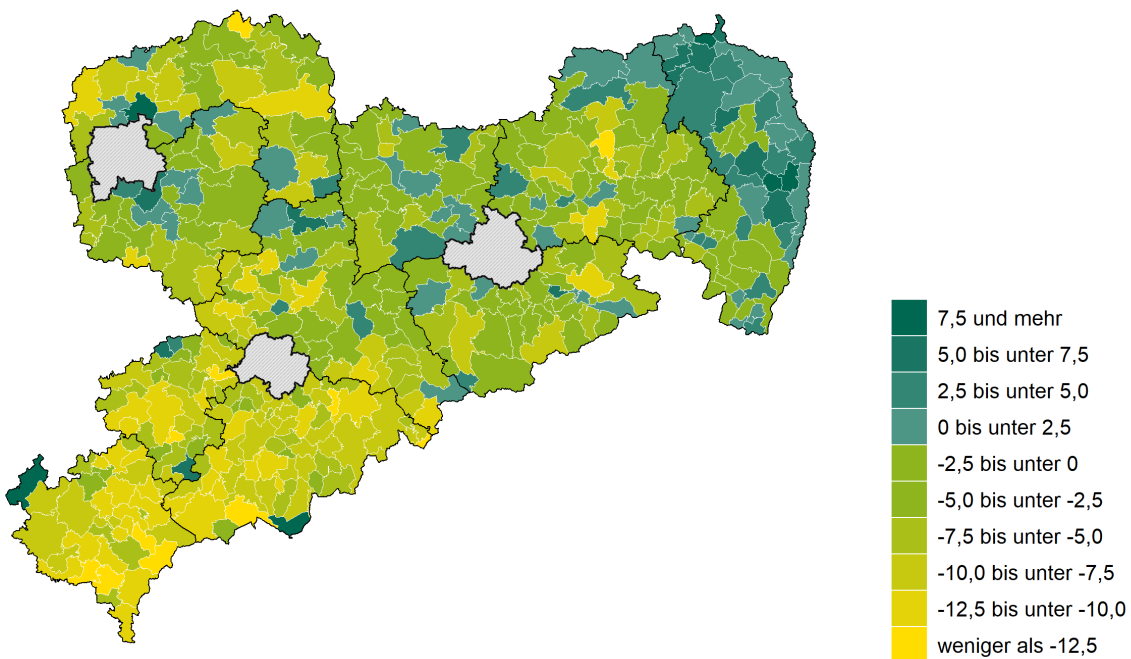 7,5 und mehr
5,0 bis unter 7,5
2,5 bis unter 5,0
0 bis unter 2,5
-2,5 bis unter 0
-5,0 bis unter -2,5
-7,5 bis unter -5,0
-10,0 bis unter -7,5
-12,5 bis unter -10,0
weniger als -12,5